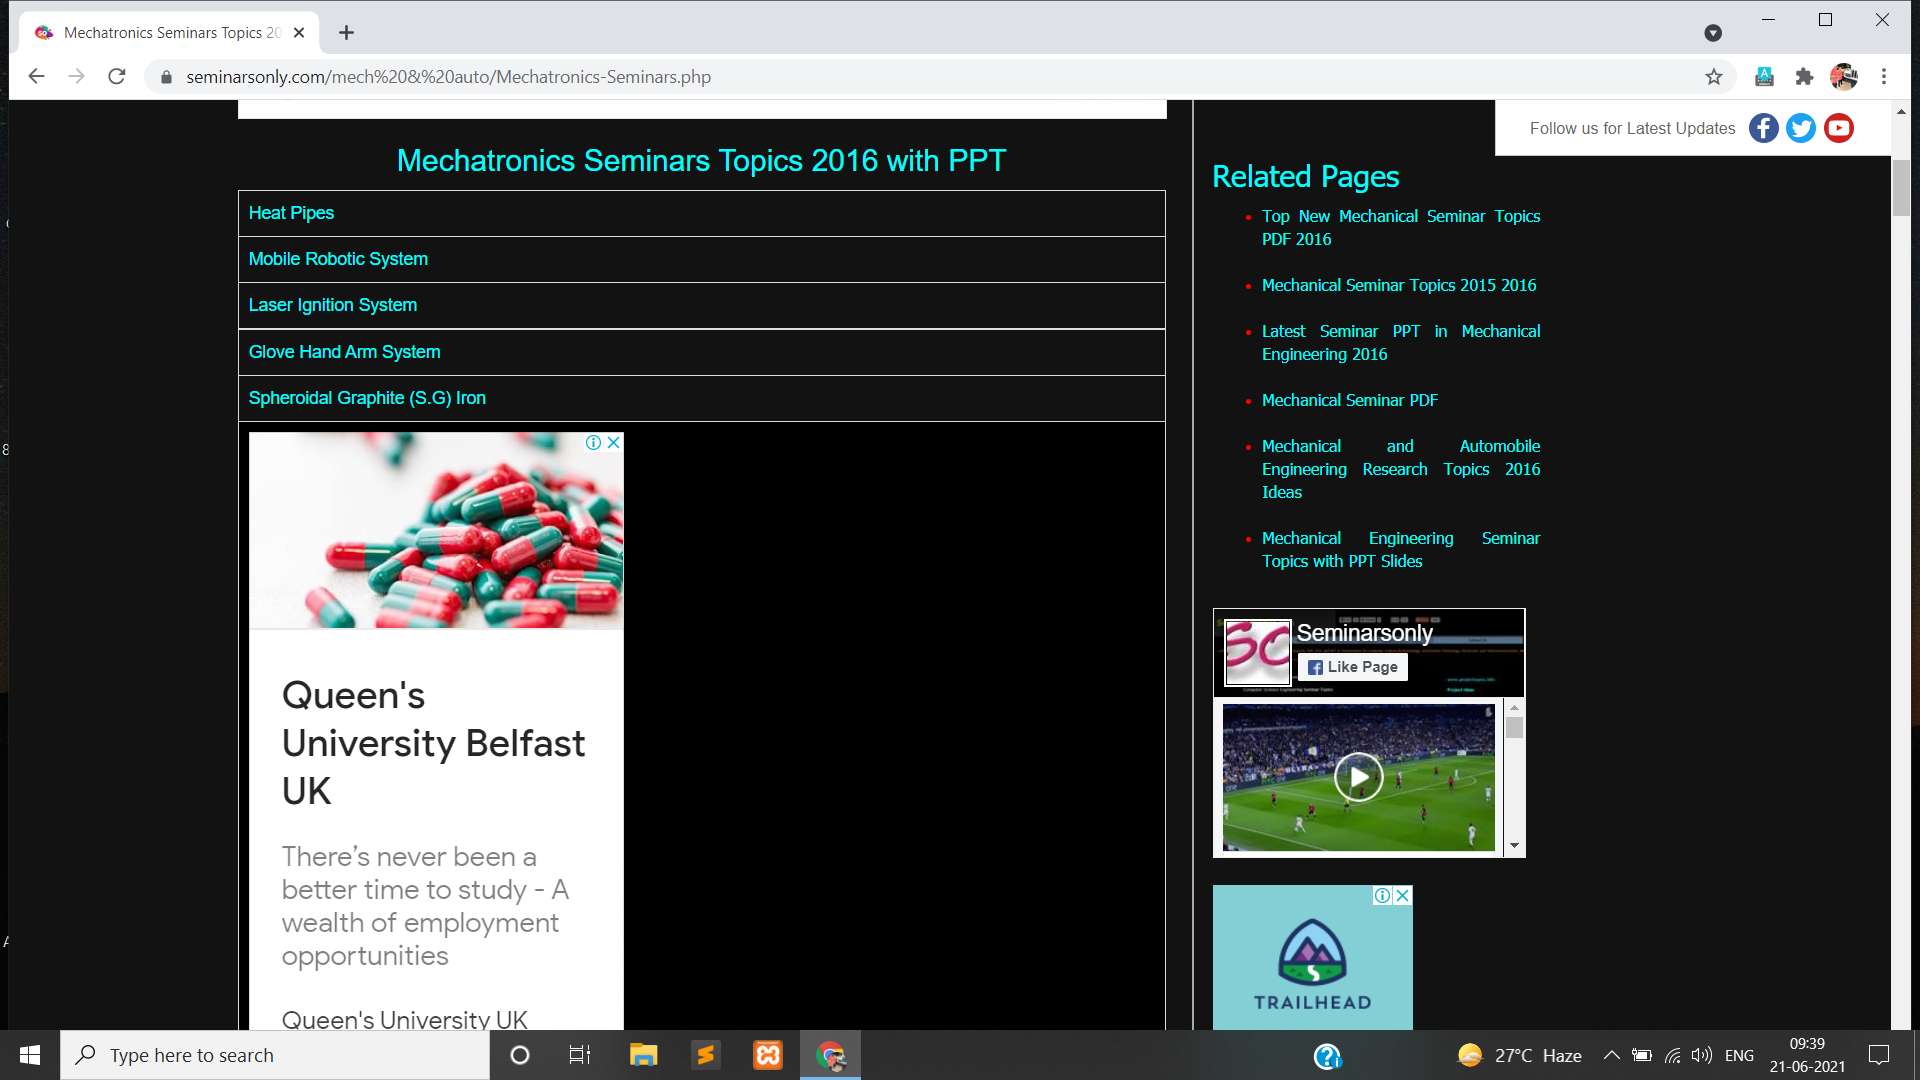 Mechatronics Seminars Topics 20
seminarsonly.com/mech%20&%20auto/Mechatronics-Seminars.php
Follow us for Latest Updates
Mechatronics Seminars Topics 2016 with PPT
Heat Pipes
Mobile Robotic System
Laser Ignition System
Glove Hand Arm System
Spheroidal Graphite (S.G) Iron
Queen's
University Belfast
UK
There's never been a
better time to study - A
wealth of employment
opportunities
Queen's University UK
Related Pages
Top New Mechanical Seminar Topics
PDF 2016
Mechanical Seminar Topics 2015 2016
Latest Seminar PPT in Mechanical
Engineering 2016
Mechanical Seminar PDF
Mechanical and Automobile
Engineering Research Topics 2016
Ideas
Mechanical Engineering Seminar
Topics with PPT Slides
SO
Seminarsonly
Like Page
TRAILHEAD
Type here to search
27°C Haze
ENG
09:39
21-06-2021